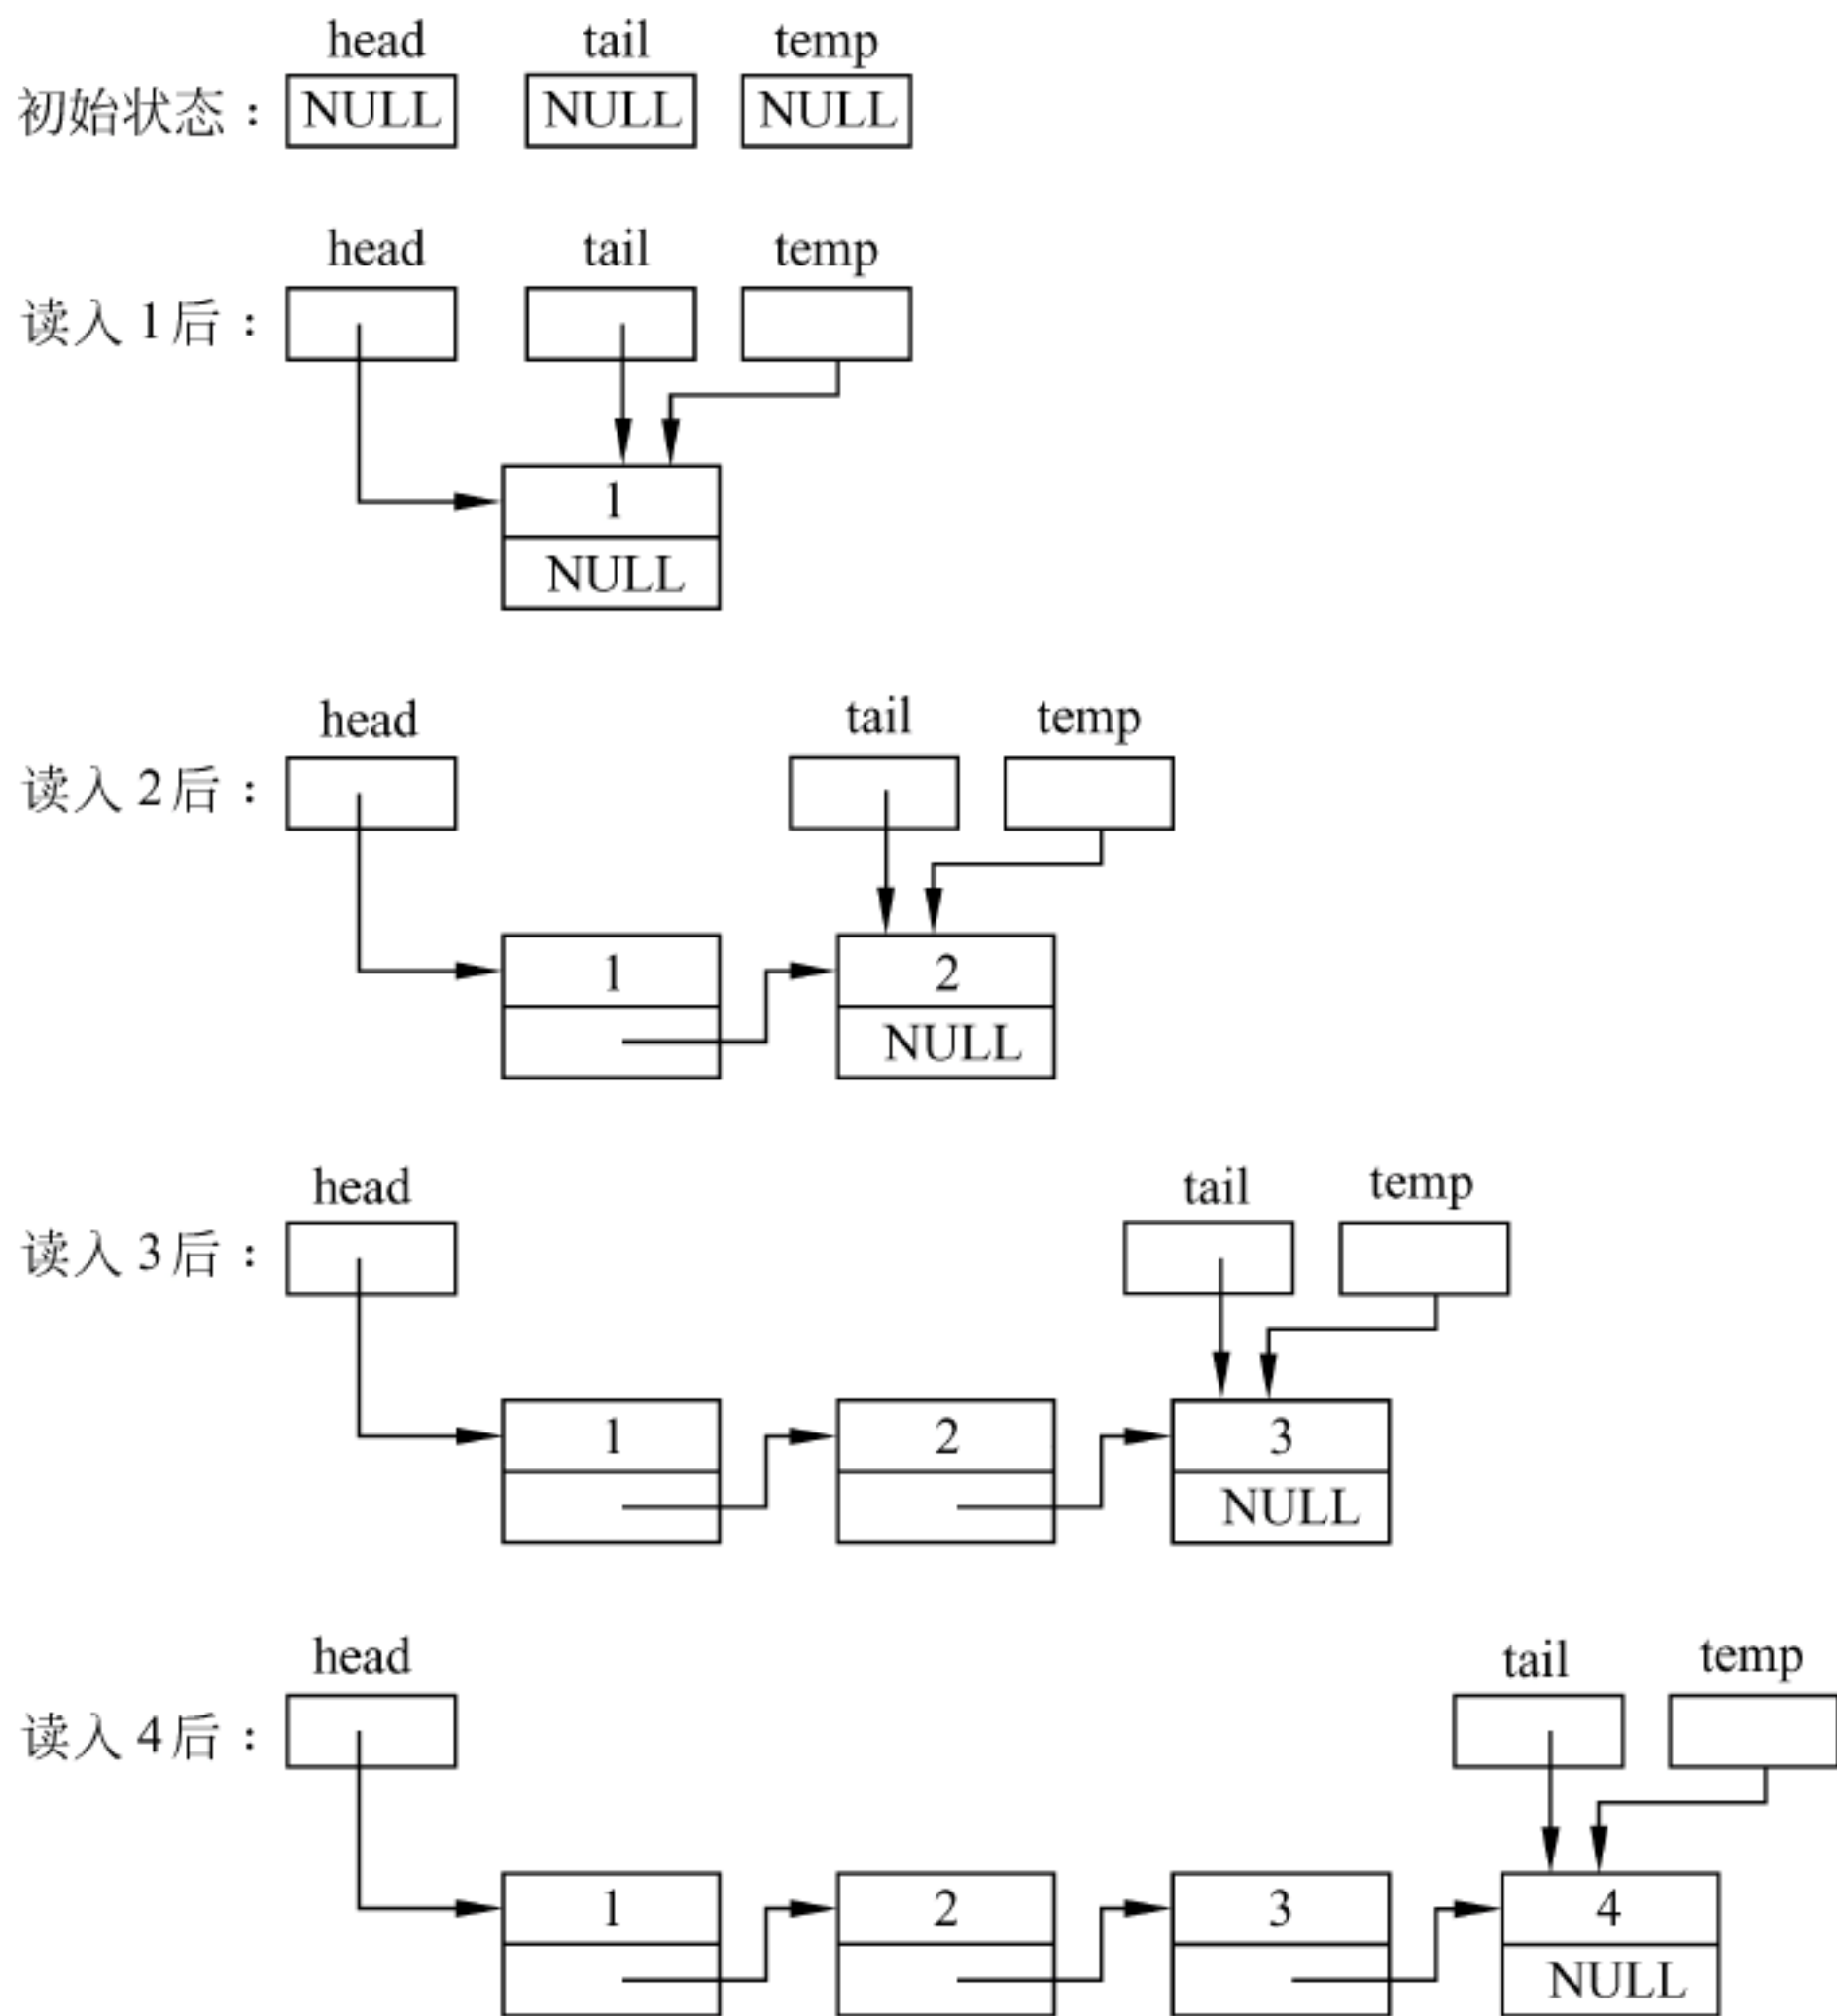 head tail temp
初始状态： NULL NULL NULL
head tail temp
读入 1 后：
1
NULL
head tail temp
读入 2 后：
1 2
NULL
head tail temp
读入 3 后：
1 2 3
NULL
head tail temp
读入 4 后：
1 2 3 4
NULL